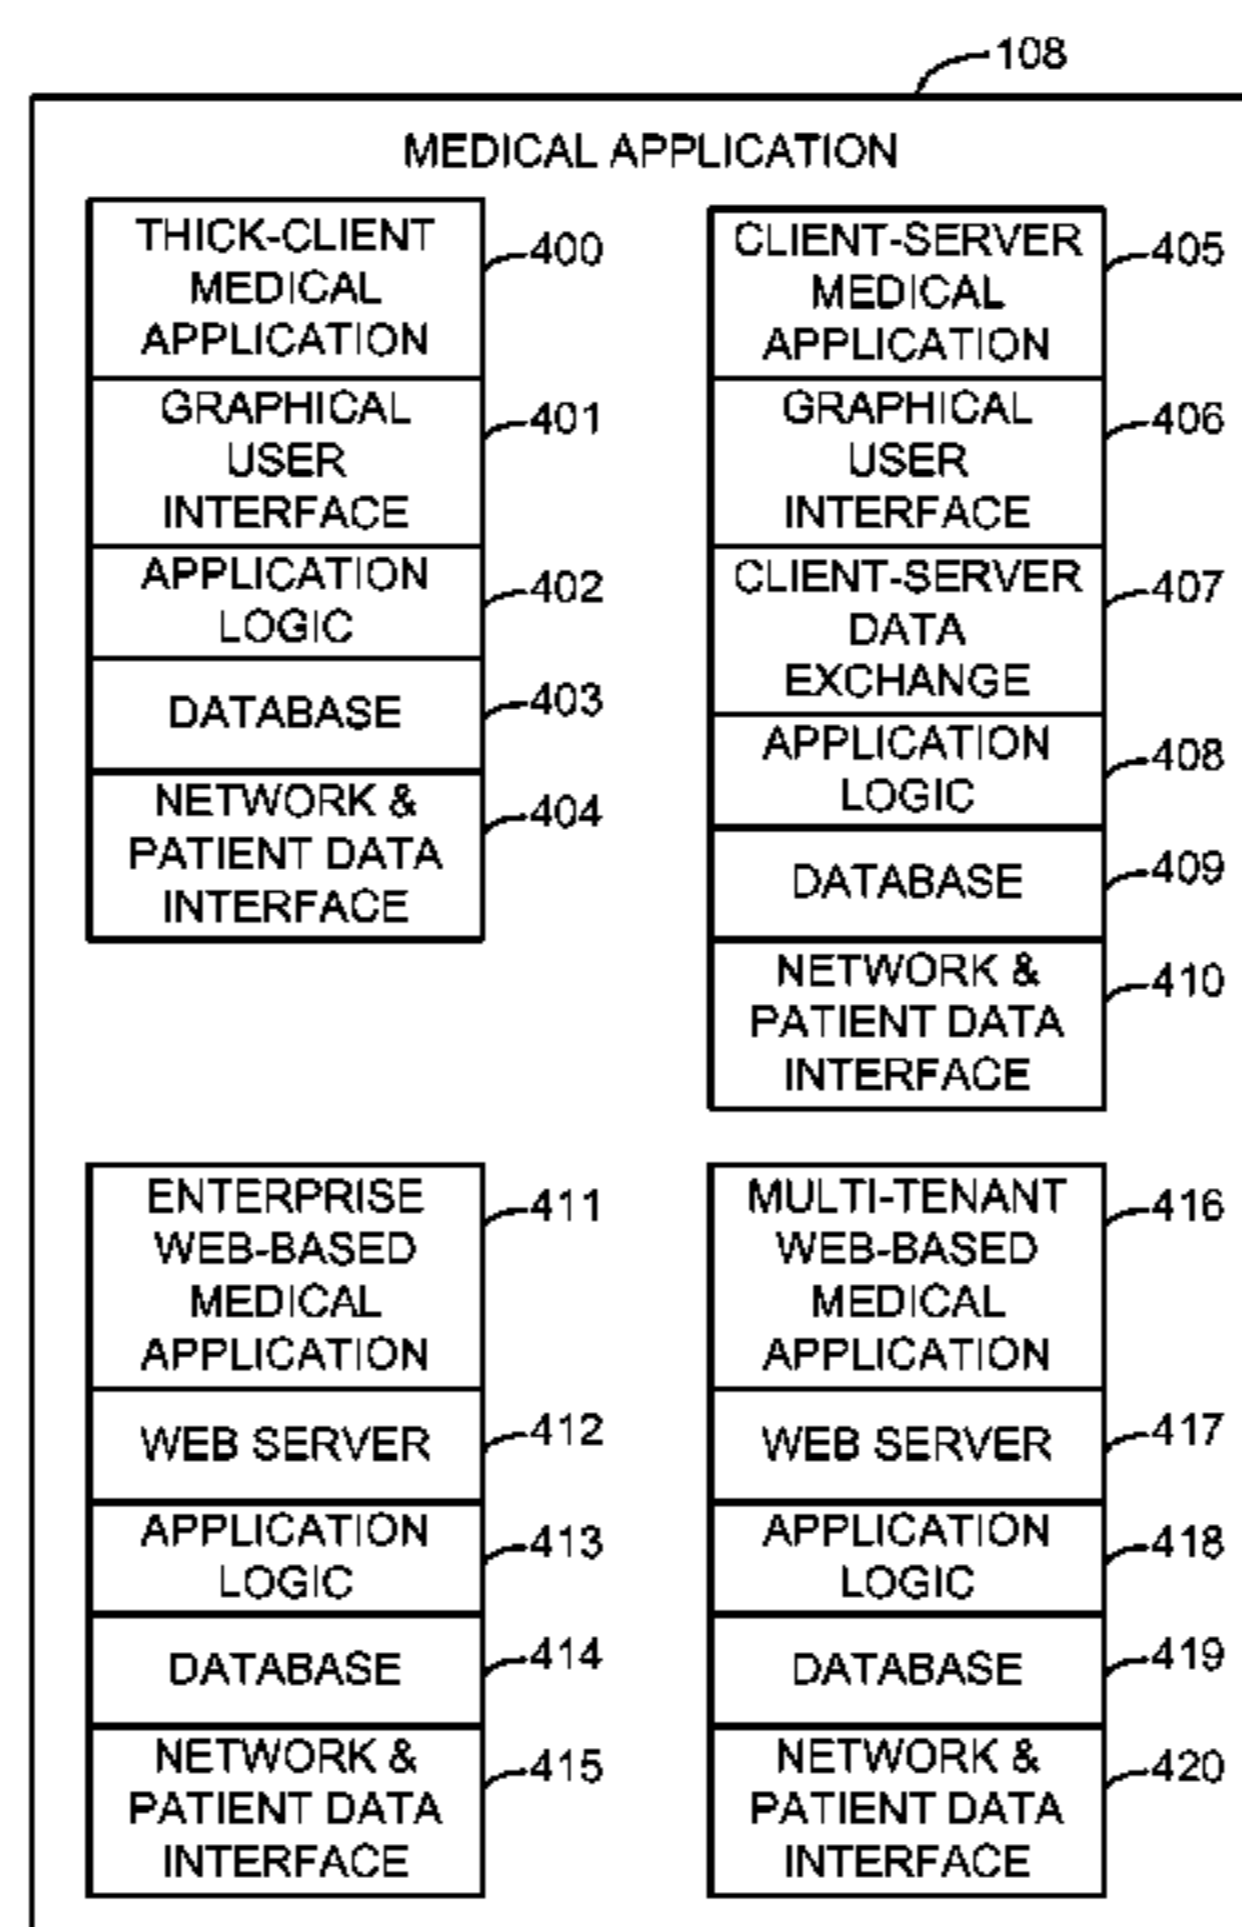 108
MEDICAL APPLICATION
THICK-CLIENT
MEDICAL
APPLICATION
400
GRAPHICAL
USER
INTERFACE
401
APPLICATION
LOGIC
402
DATABASE
403
NETWORK &
PATIENT DATA
INTERFACE
404
CLIENT-SERVER
MEDICAL
APPLICATION
405
GRAPHICAL
USER
INTERFACE
406
CLIENT-SERVER
DATA
EXCHANGE
407
APPLICATION
LOGIC
408
DATABASE
409
NETWORK &
PATIENT DATA
INTERFACE
410
ENTERPRISE
WEB-BASED
MEDICAL
APPLICATION
411
WEB SERVER
412
APPLICATION
LOGIC
413
DATABASE
414
NETWORK &
PATIENT DATA
INTERFACE
415
MULTI-TENANT
WEB-BASED
MEDICAL
APPLICATION
416
WEB SERVER
417
APPLICATION
LOGIC
418
DATABASE
419
NETWORK &
PATIENT DATA
INTERFACE
420